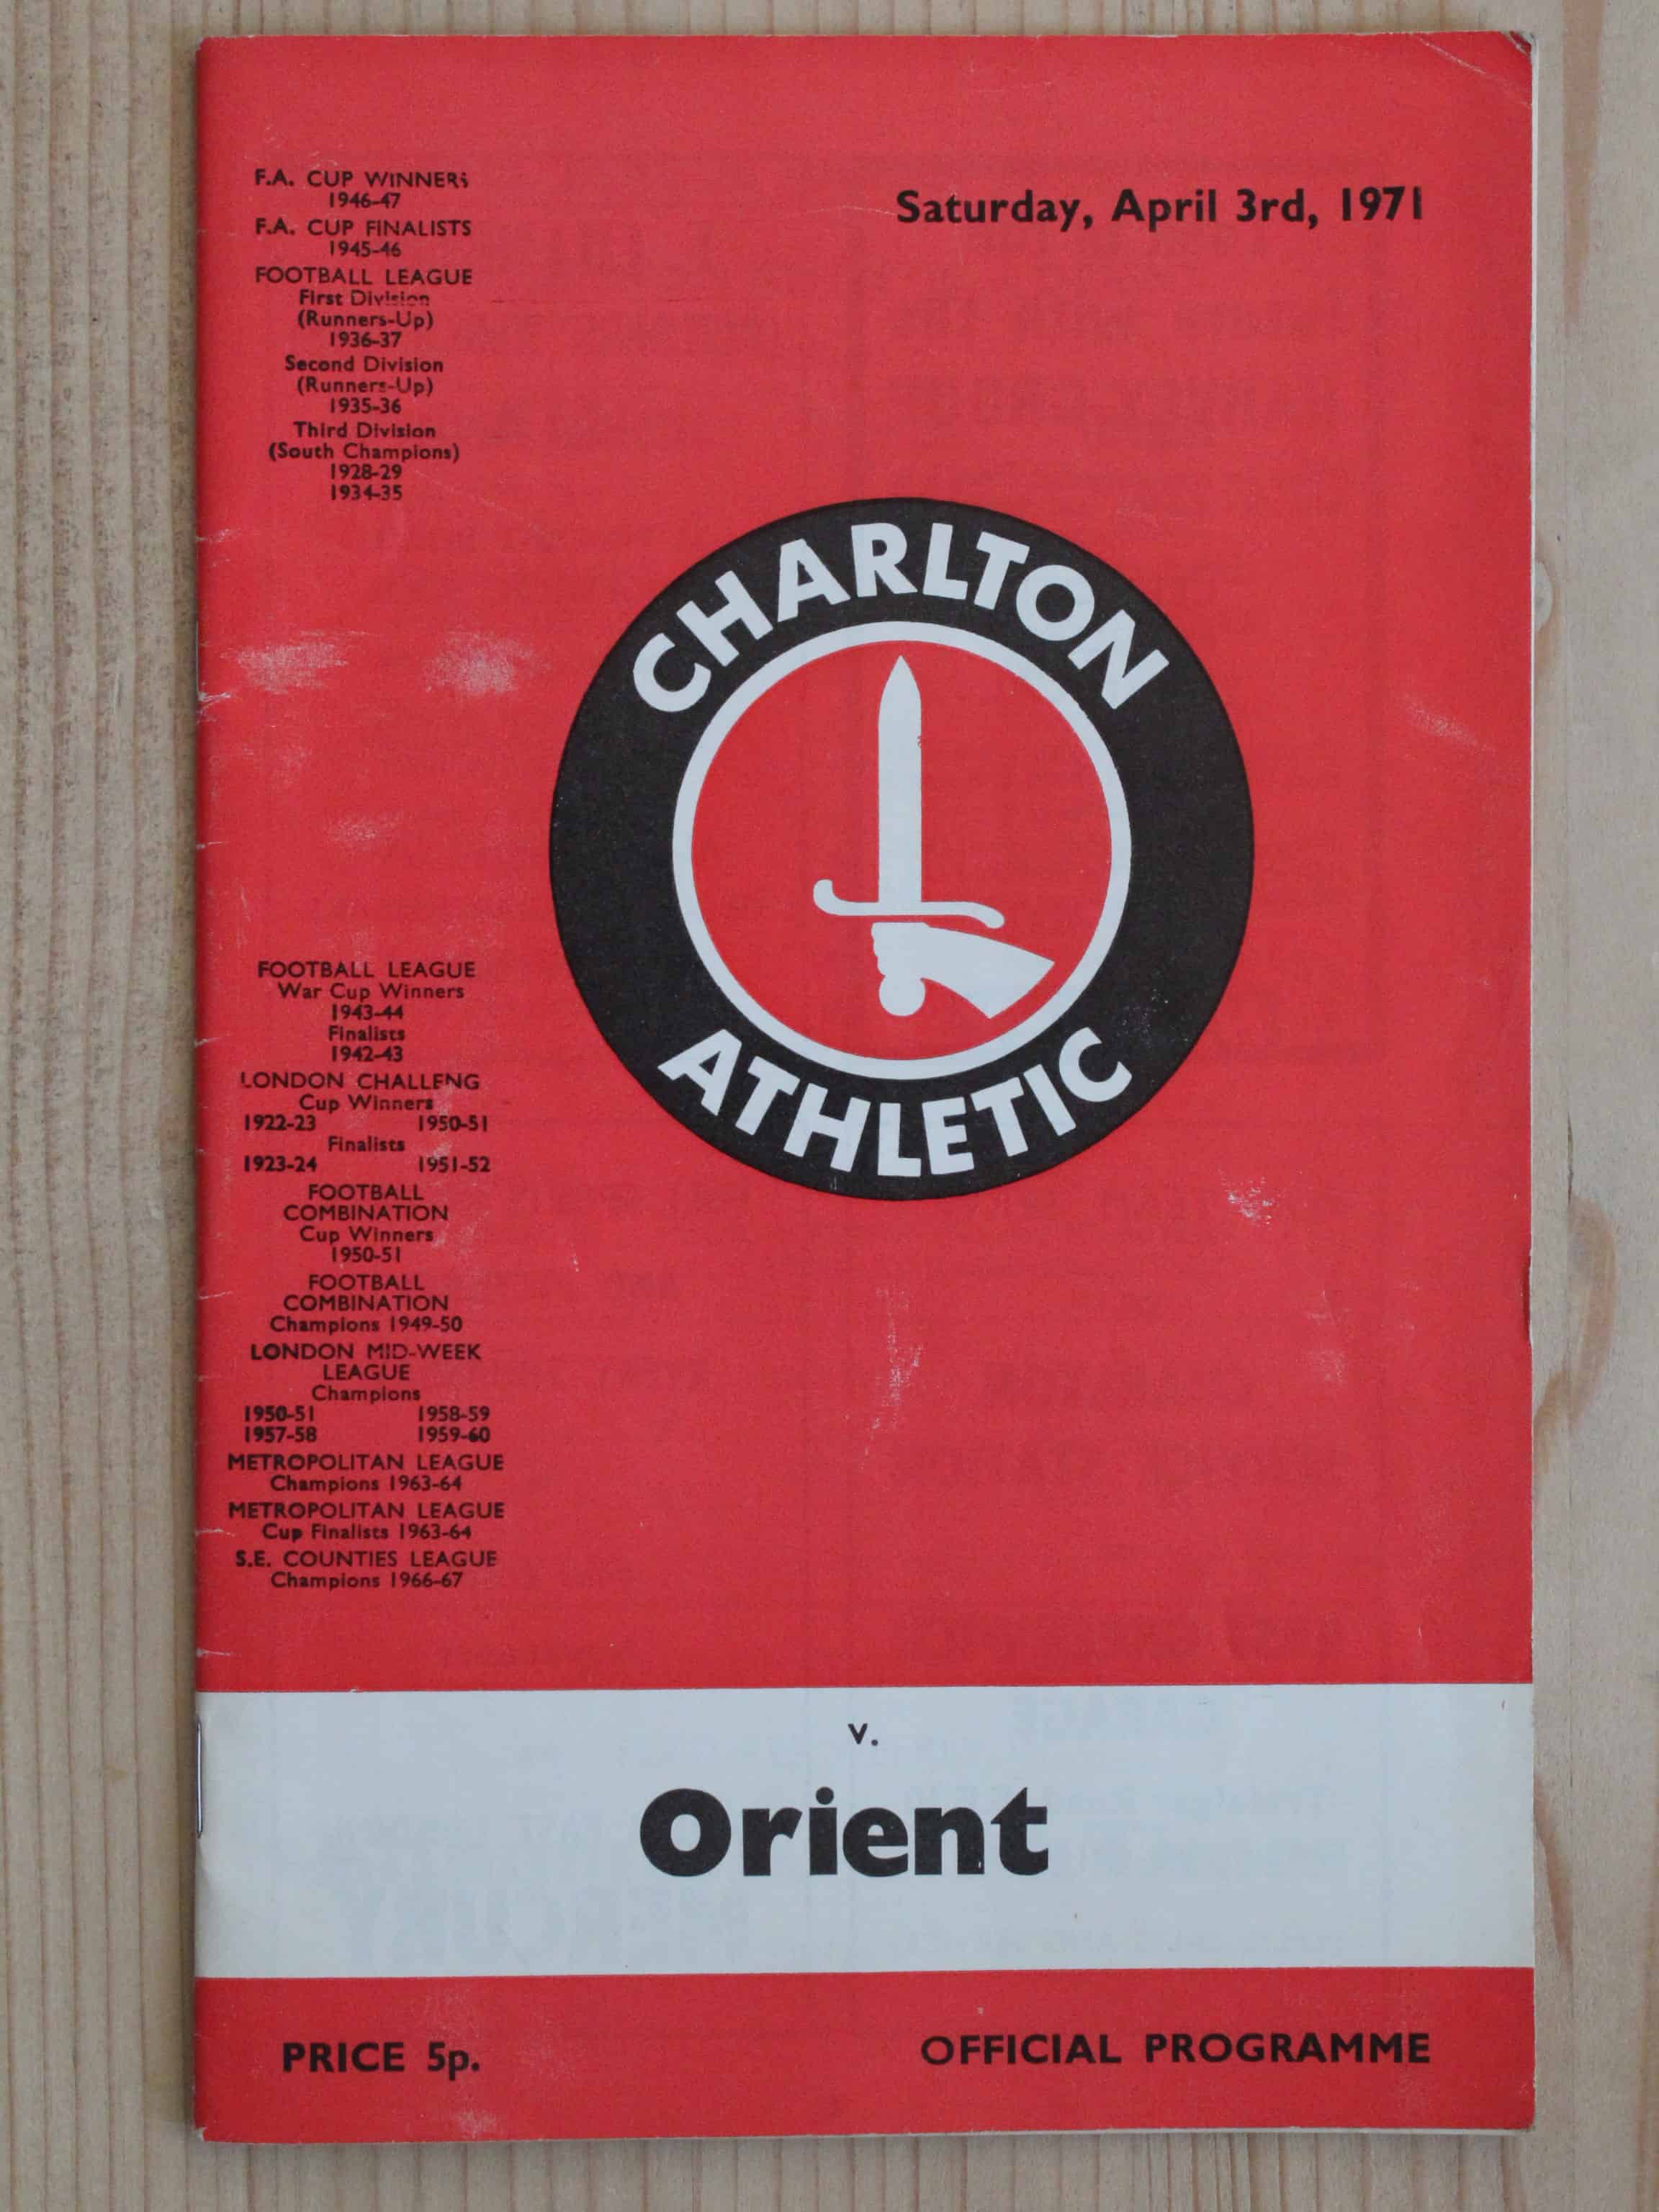 F.A. CUP WINNERS
1946-47
F.A. CUP FINALISTS
1945-46
FOOTBALL LEAGUE
First Division
(Runners-Up)
1936-37
Second Division
(Runners-Up)
1935-36
Third Division
(South Champions)
1928-29
1934-35
Saturday, April 3rd, 1971
CHARLTON
ATHLETIC
FOOTBALL LEAGUE
War Cup Winners
1943-44
Finalists
1942-43
LONDON CHALLENG
Cup Winners
1922-23 1950-51
Finalists
1923-24 1951-52
FOOTBALL
COMBINATION
Cup Winners
1950-51
FOOTBALL
COMBINATION
Champions 1949-50
LONDON MID-WEEK
LEAGUE
Champions
1950-51 1958-59
1957-58 1959-60
METROPOLITAN LEAGUE
Champions 1963-64
METROPOLITAN LEAGUE
Cup Finalists 1963-64
S.E. COUNTIES LEAGUE
Champions 1966-67
v.
Orient
PRICE 5p.
OFFICIAL PROGRAMME